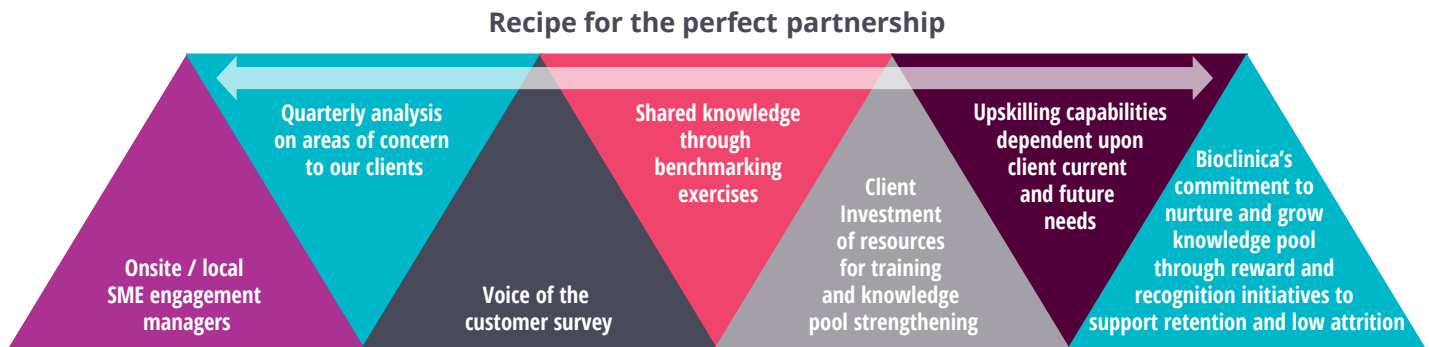 Recipe for the perfect partnership
Onsite / local
SME engagement
managers
Quarterly analysis
on areas of concern
to our clients
Voice of the
customer survey
Shared knowledge
through
benchmarking
exercises
Client
Investment
of resources
for training
and knowledge
pool strengthening
Upskilling capabilities
dependent upon
client current
and future
needs
Bioclinica’s
commitment to
nurture and grow
knowledge pool
through reward and
recognition initiatives to
support retention and low attrition